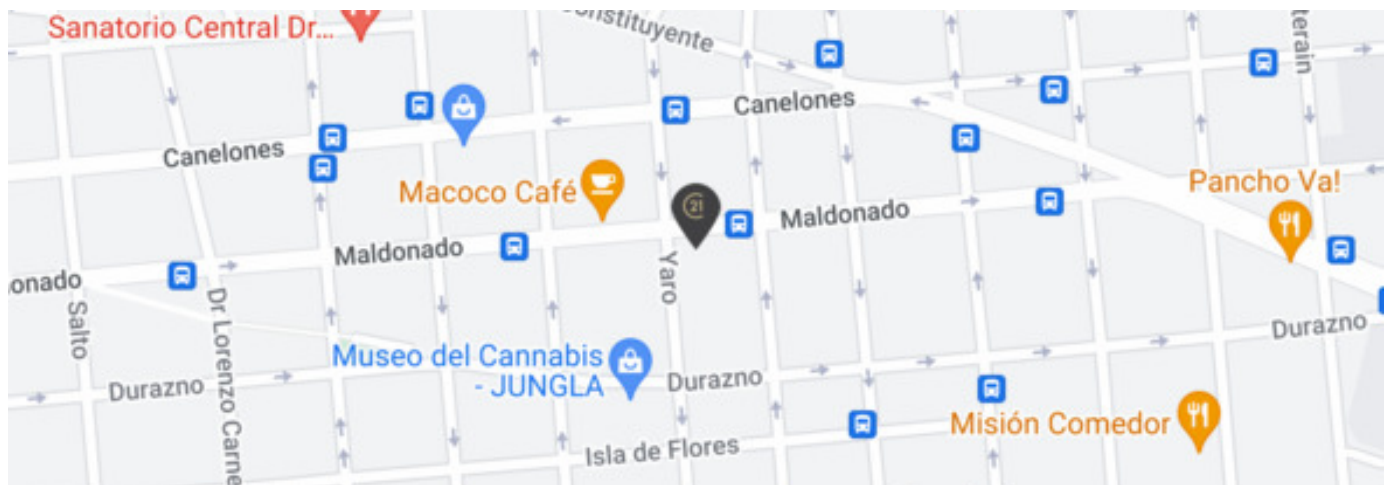 Sanatorio Central Dr...
onstituyente
terain
Canelones
Canelones
Pancho Va!
Macoco Café
21
Maldonado
Maldonado
onado
Yaro
Salto
Dr Lorenzo Carne
Durazno
Museo del Cannabis
- JUNGLA
Durazno
Durazno
Misión Comedor
Isla de Flores